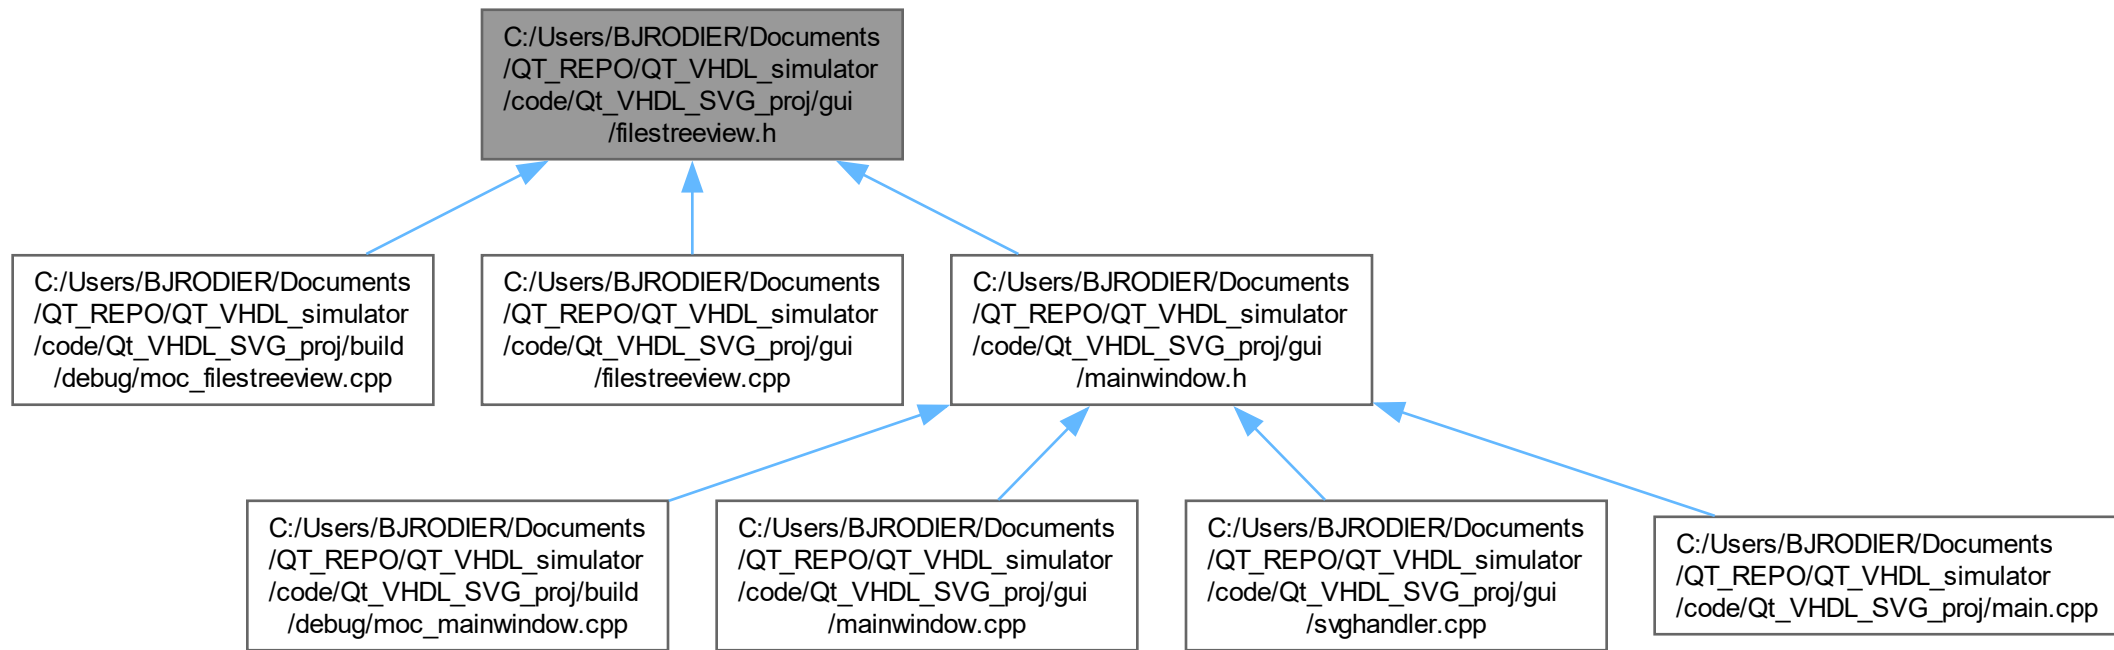 C:/Users/BJRODIER/Documents
/QT_REPO/QT_VHDL_simulator
/code/Qt_VHDL_SVG_proj/gui
/filestreeview.h
C:/Users/BJRODIER/Documents
/QT_REPO/QT_VHDL_simulator
/code/Qt_VHDL_SVG_proj/build
/debug/moc_filestreeview.cpp
C:/Users/BJRODIER/Documents
/QT_REPO/QT_VHDL_simulator
/code/Qt_VHDL_SVG_proj/gui
/filestreeview.cpp
C:/Users/BJRODIER/Documents
/QT_REPO/QT_VHDL_simulator
/code/Qt_VHDL_SVG_proj/gui
/mainwindow.h
C:/Users/BJRODIER/Documents
/QT_REPO/QT_VHDL_simulator
/code/Qt_VHDL_SVG_proj/build
/debug/moc_mainwindow.cpp
C:/Users/BJRODIER/Documents
/QT_REPO/QT_VHDL_simulator
/code/Qt_VHDL_SVG_proj/gui
/mainwindow.cpp
C:/Users/BJRODIER/Documents
/QT_REPO/QT_VHDL_simulator
/code/Qt_VHDL_SVG_proj/gui
/svghandler.cpp
C:/Users/BJRODIER/Documents
/QT_REPO/QT_VHDL_simulator
/code/Qt_VHDL_SVG_proj/main.cpp